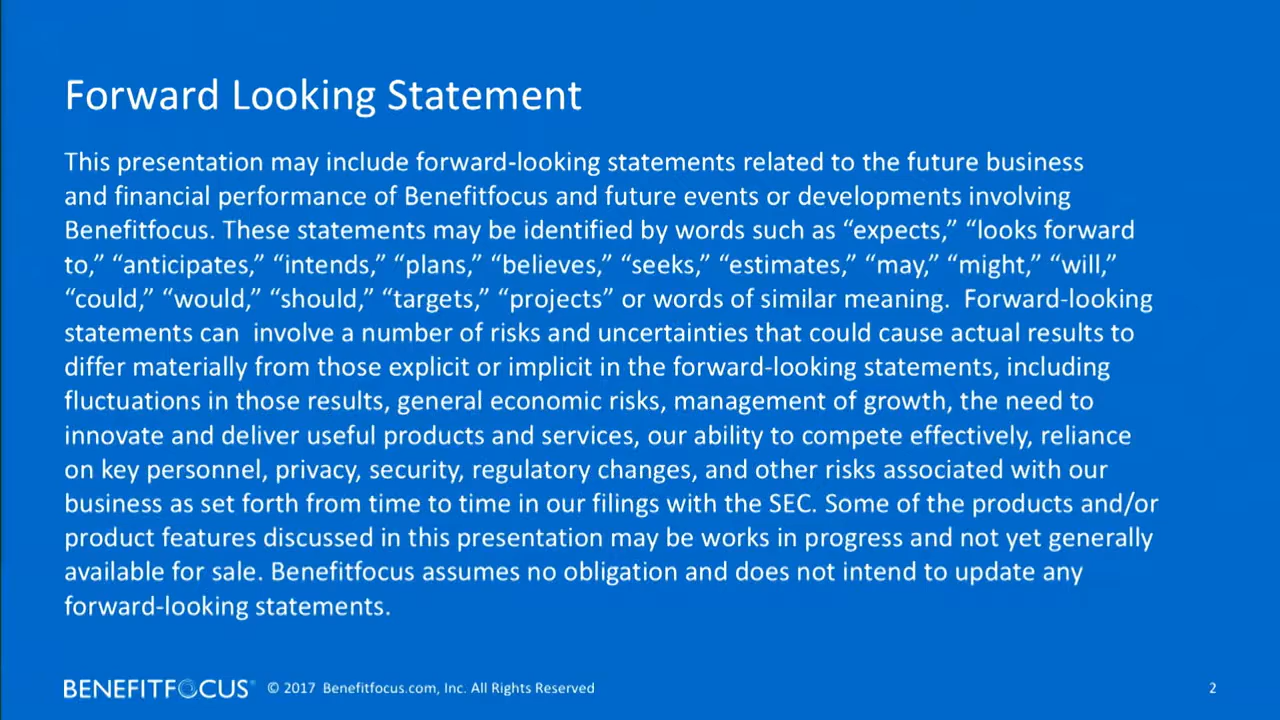 Forward Looking Statement
This presentation may include forward-looking statements related to the future business
and financial performance of Benefitfocus and future events or developments involving
Benefitfocus. These statements may be identified by words such as “expects,” “looks forward
to,” “anticipates,” “intends,” “plans,” “believes,” “seeks,” “estimates,” “may,” “might,” “will,”
“could,” “would,” “should,” “targets,” “projects” or words of similar meaning.  Forward-looking
statements can  involve a number of risks and uncertainties that could cause actual results to
differ materially from those explicit or implicit in the forward-looking statements, including
fluctuations in those results, general economic risks, management of growth, the need to
innovate and deliver useful products and services, our ability to compete effectively, reliance
on key personnel, privacy, security, regulatory changes, and other risks associated with our
business as set forth from time to time in our filings with the SEC. Some of the products and/or
product features discussed in this presentation may be works in progress and not yet generally
available for sale. Benefitfocus assumes no obligation and does not intend to update any
forward-looking statements.
BENEFITFOCUS® © 2017  Benefitfocus.com, Inc. All Rights Reserved 2